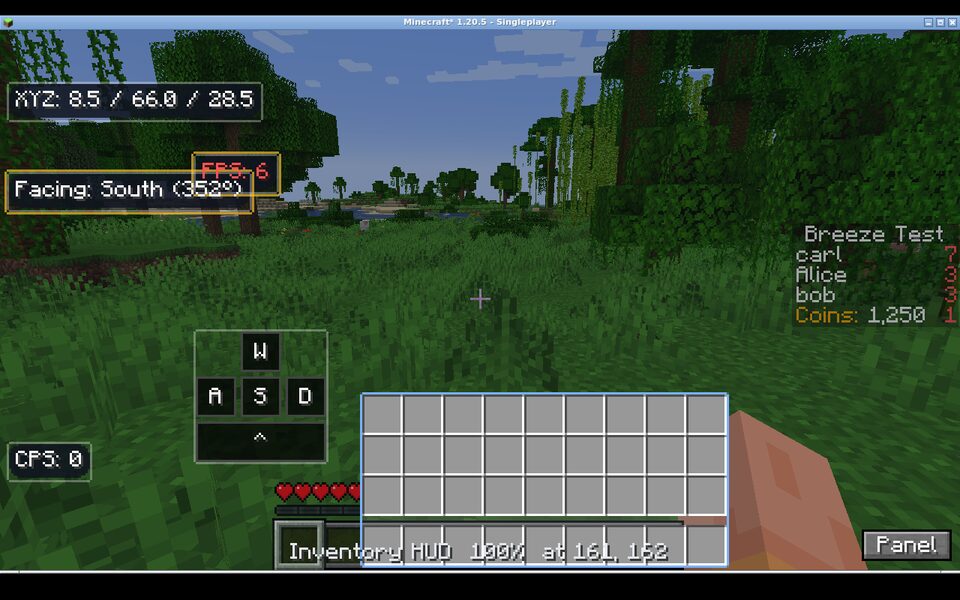 Minecraft* 1.20.5 - Singleplayer
XYZ: 8.5 / 66.0 / 28.5
FPS: 6
Facing: South (352º)
Breeze Test
carl 7
Alice 3
bob 3
Coins: 1,250 1
W
A S D
^
CPS: 0
Inventory HUD 100% at 161, 162
Panel